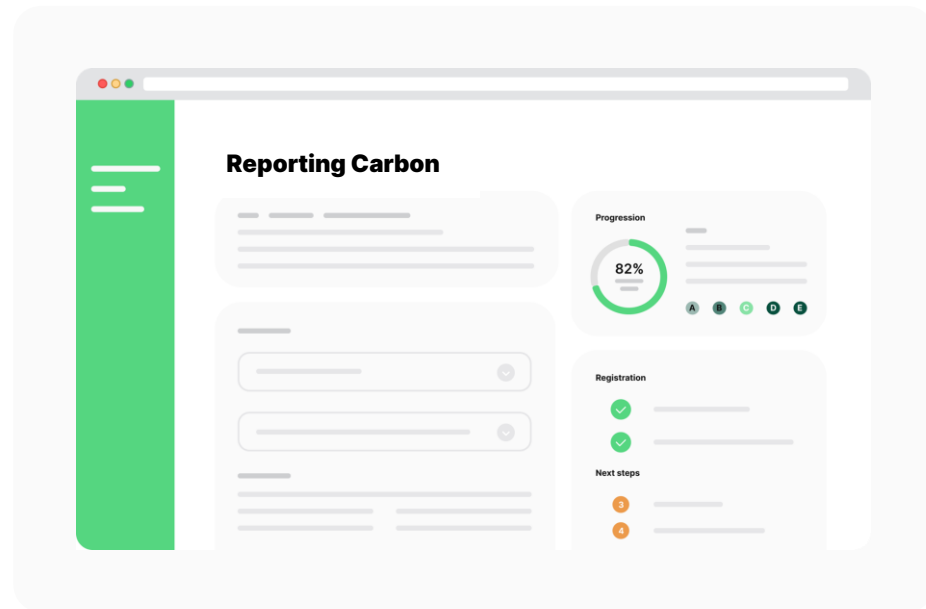 Reporting Carbon
Progression
82%
A B C D E
Registration
Next steps
3
4